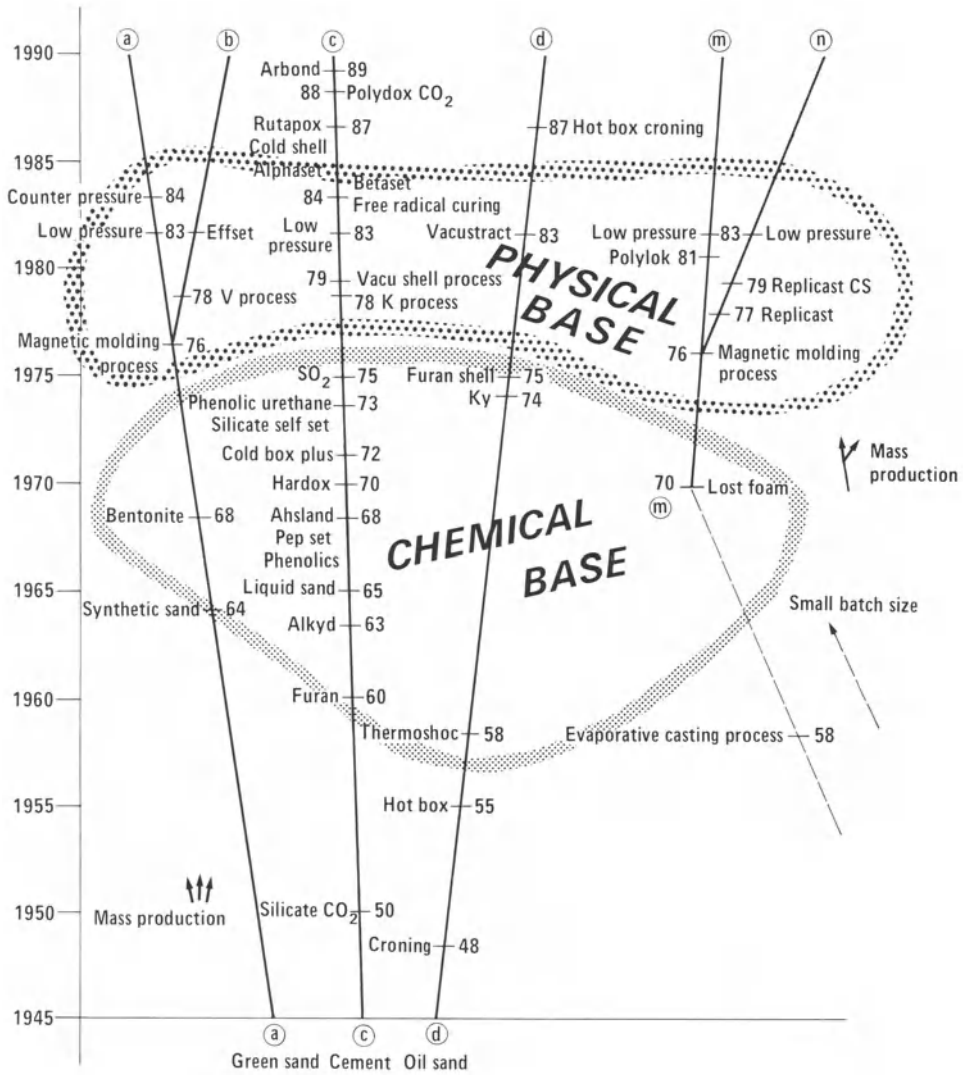 1990
a
b
c
d
m
n
Arbond 89
88 Polydox CO2
Rutapox 87
Cold shell
87 Hot box croning
1985
Alphaset
Betaset
Counter pressure 84
84 Free radical curing
Low pressure 83 Effset
Low pressure 83
Vacustract 83
Low pressure 83 Low pressure
Polylok 81
1980
PHYSICAL BASE
79 Vacu shell process
79 Replicast CS
78 V process
78 K process
77 Replicast
Magnetic molding process 76
76 Magnetic molding process
1975
SO2 75
Furan shell 75
Phenolic urethane 73
Silicate self set
Ky 74
Cold box plus 72
Mass production
1970
Hardox 70
70 Lost foam
m
Bentonite 68
Ahsland 68
Pep set
Phenolics
CHEMICAL BASE
1965
Liquid sand 65
Synthetic sand 64
Alkyd 63
Small batch size
1960
Furan 60
Thermoshoc 58
Evaporative casting process 58
1955
Hot box 55
Mass production
1950
Silicate CO2 50
Croning 48
1945
a
c
d
Green sand Cement Oil sand